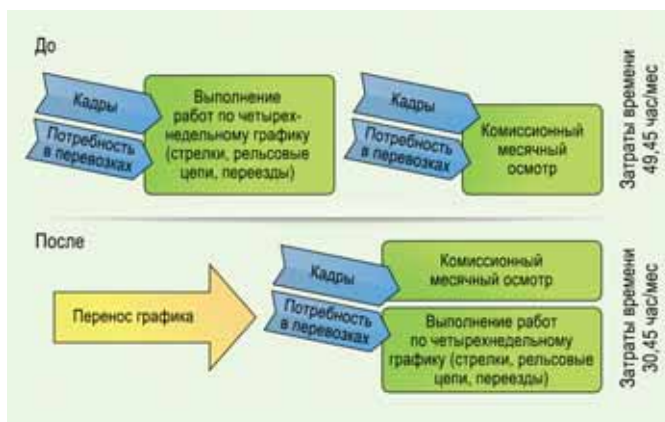 До
Кадры
Потребность
в перевозках
Выполнение
работ по четырех-
недельному графику
(стрелки, рельсовые
цепи, переезды)
Кадры
Потребность
в перевозках
Комиссионный
месячный
осмотр
Затраты времени
49,45 час/мес
После
Перенос графика
Кадры
Потребность
в перевозках
Комиссионный
месячный осмотр
Выполнение работ
по четырехнедельному
графику (стрелки, рельсовые
цепи, переезды)
Затраты времени
30,45 час/мес